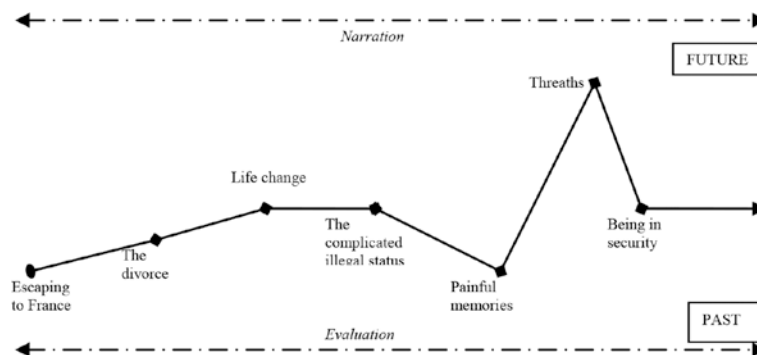 Narration
FUTURE
Threaths
Life change
The
divorce
The
complicated
illegal status
Being in
security
Escaping
to France
Painful
memories
PAST
Evaluation